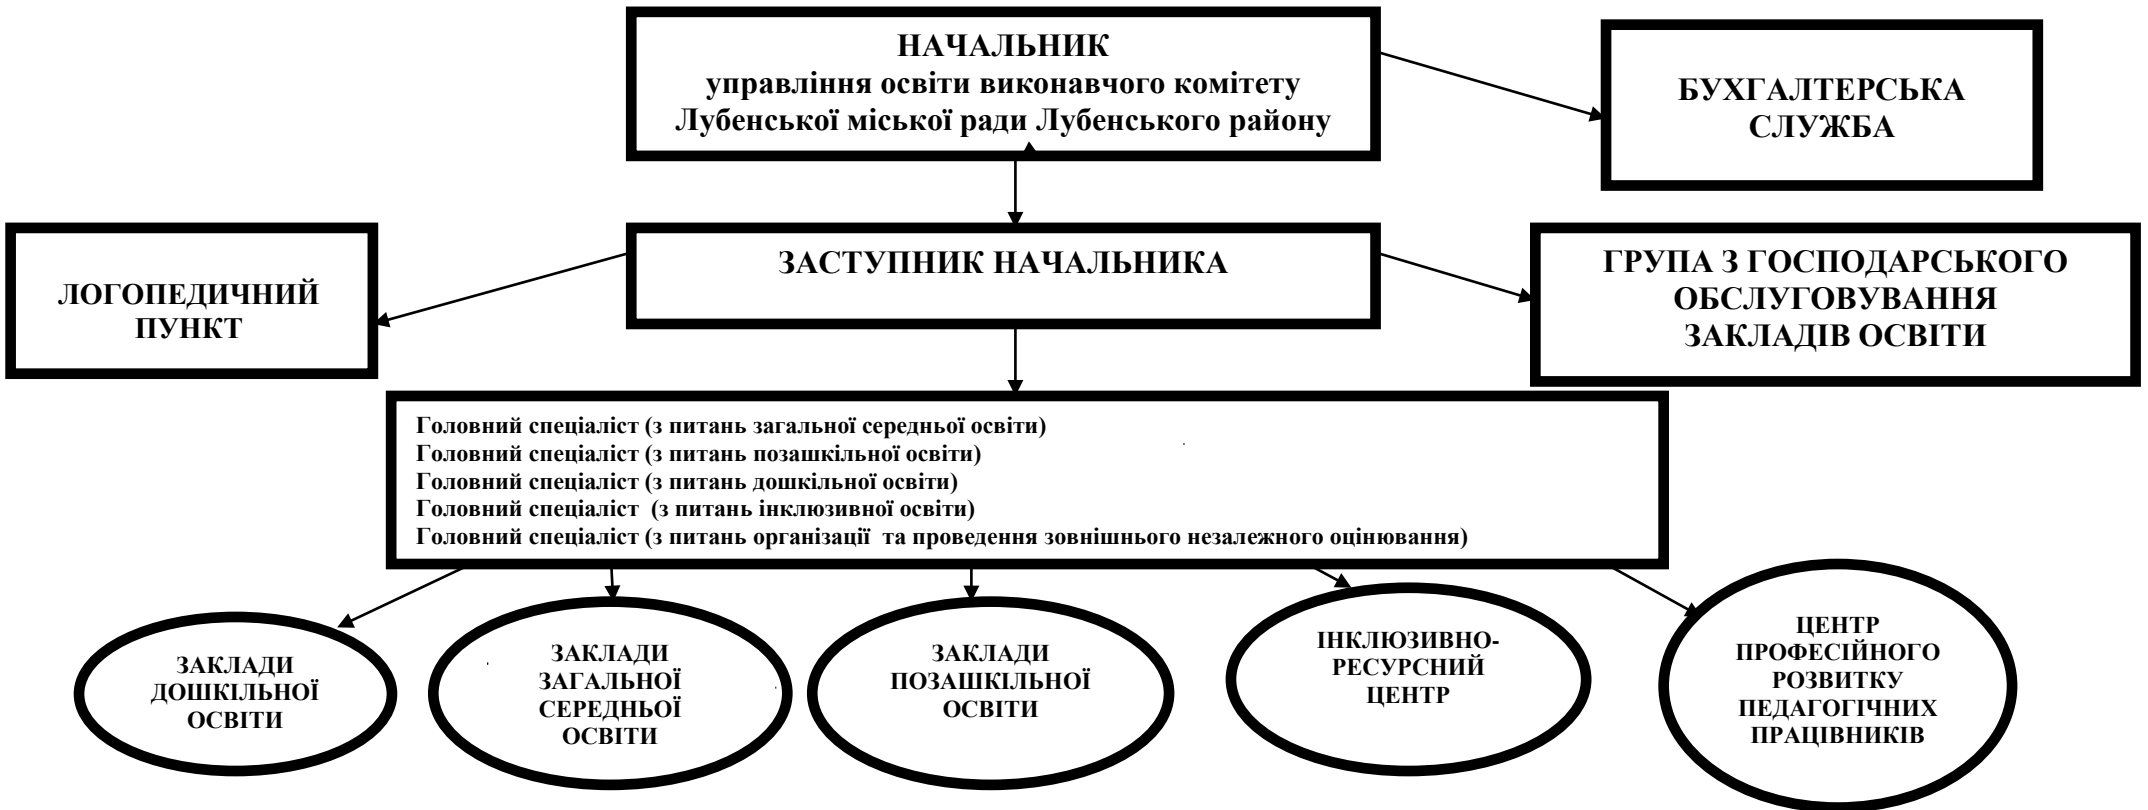 НАЧАЛЬНИК
управління освіти виконавчого комітету
Лубенської міської ради Лубенського району
БУХГАЛТЕРСЬКА
СЛУЖБА
ЛОГОПЕДИЧНИЙ
ПУНКТ
ЗАСТУПНИК НАЧАЛЬНИКА
ГРУПА З ГОСПОДАРСЬКОГО
ОБСЛУГОВУВАННЯ
ЗАКЛАДІВ ОСВІТИ
Головний спеціаліст (з питань загальної середньої освіти)
Головний спеціаліст (з питань позашкільної освіти)
Головний спеціаліст (з питань дошкільної освіти)
Головний спеціаліст (з питань інклюзивної освіти)
Головний спеціаліст (з питань організації та проведення зовнішнього незалежного оцінювання)
ЗАКЛАДИ
ДОШКІЛЬНОЇ
ОСВІТИ
ЗАКЛАДИ
ЗАГАЛЬНОЇ
СЕРЕДНЬОЇ
ОСВІТИ
ЗАКЛАДИ
ПОЗАШКІЛЬНОЇ
ОСВІТИ
ІНКЛЮЗИВНО-
РЕСУРСНИЙ
ЦЕНТР
ЦЕНТР
ПРОФЕСІЙНОГО
РОЗВИТКУ
ПЕДАГОГІЧНИХ
ПРАЦІВНИКІВ